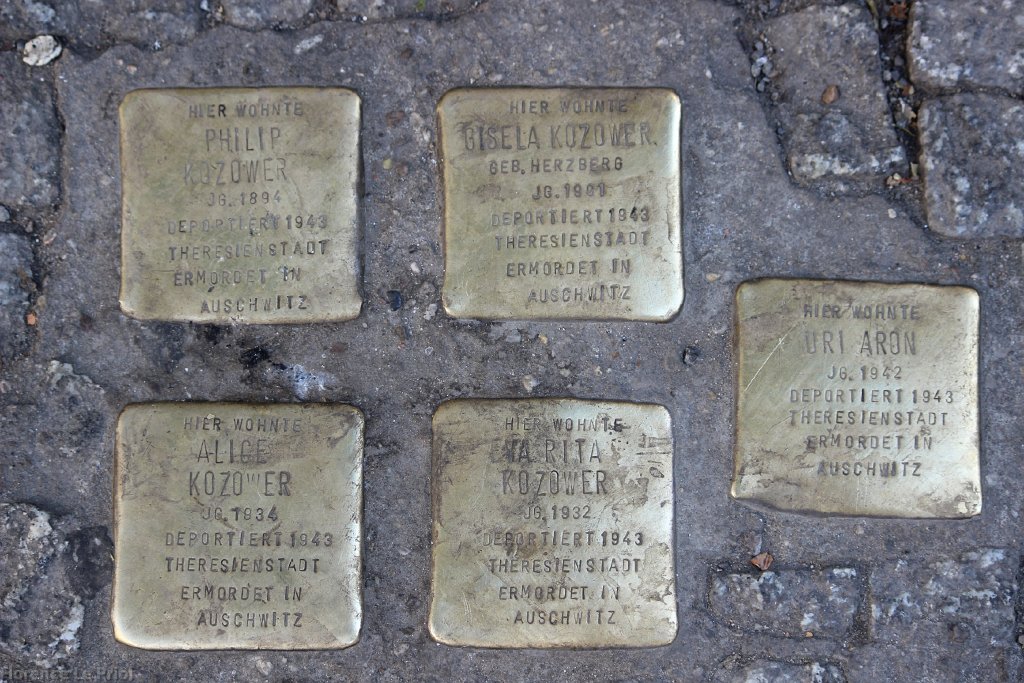 HIER WOHNTE
PHILIP
KOZOWER
JG. 1894
DEPORTIERT 1943
THERESIENSTADT
ERMORDET IN
AUSCHWITZ
HIER WOHNTE
GISELA KOZOWER
GEB. HERZBERG
JG. 1901
DEPORTIERT 1943
THERESIENSTADT
ERMORDET IN
AUSCHWITZ
HIER WOHNTE
URI ARON
JG. 1942
DEPORTIERT 1943
THERESIENSTADT
ERMORDET IN
AUSCHWITZ
HIER WOHNTE
ALICE
KOZOWER
JG. 1934
DEPORTIERT 1943
THERESIENSTADT
ERMORDET IN
AUSCHWITZ
HIER WOHNTE
RITA
KOZOWER
JG. 1932
DEPORTIERT 1943
THERESIENSTADT
ERMORDET IN
AUSCHWITZ
Florence Le Priol